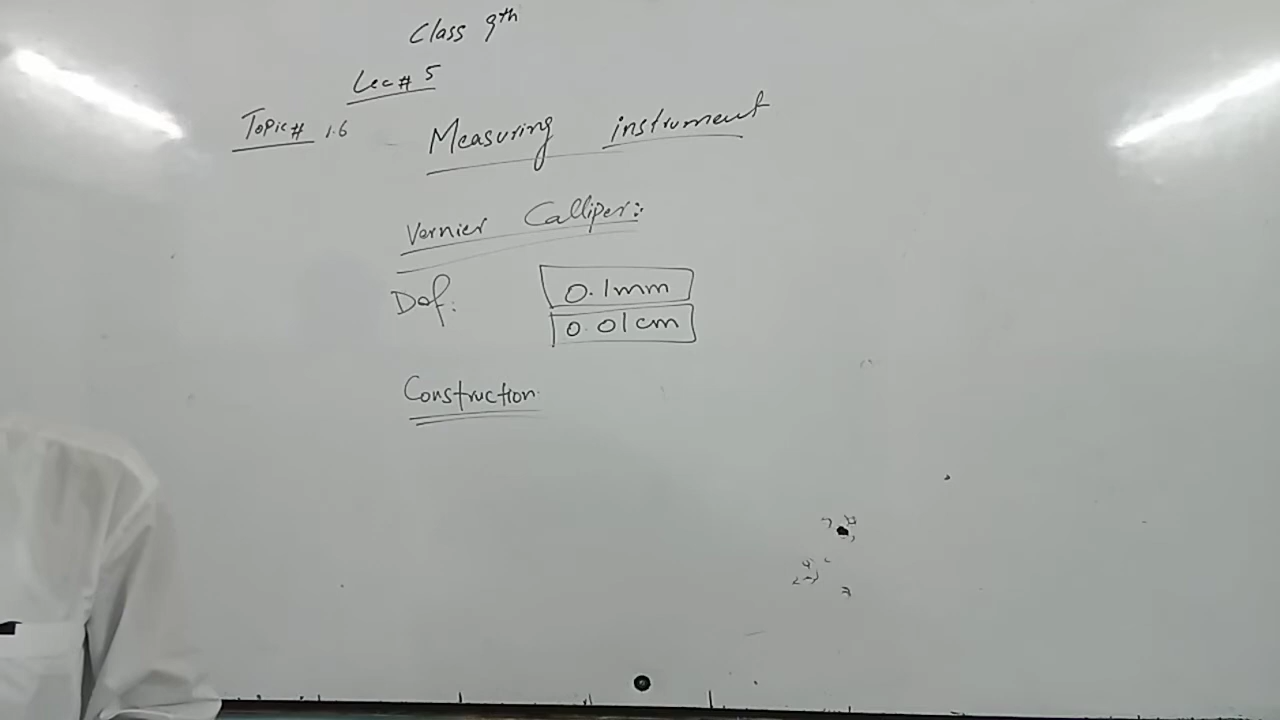 Class 9th
Lec # 5
Topic # 1.6 Measuring instrument
Vernier Calliper:
Def: 0.1mm
0.01cm
Construction